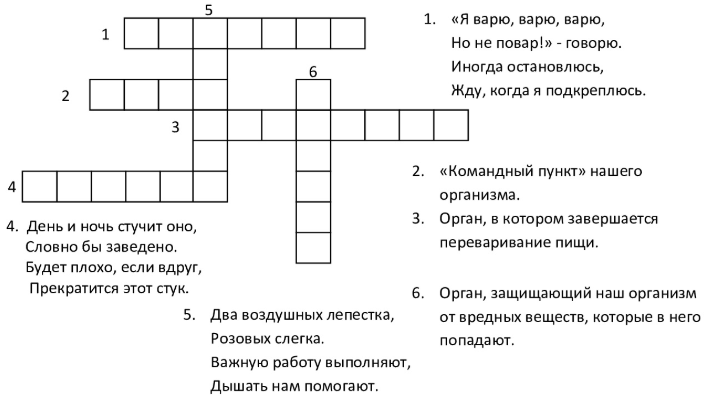 5
1
1. «Я варю, варю, варю,
Но не повар!» - говорю.
Иногда остановлюсь,
Жду, когда я подкреплюсь.
6
2
3
4
2. «Командный пункт» нашего
организма.
3. Орган, в котором завершается
переваривание пищи.
4. День и ночь стучит оно,
Словно бы заведено.
Будет плохо, если вдруг,
Прекратится этот стук.
5. Два воздушных лепестка,
Розовых слегка.
Важную работу выполняют,
Дышать нам помогают.
6. Орган, защищающий наш организм
от вредных веществ, которые в него
попадают.